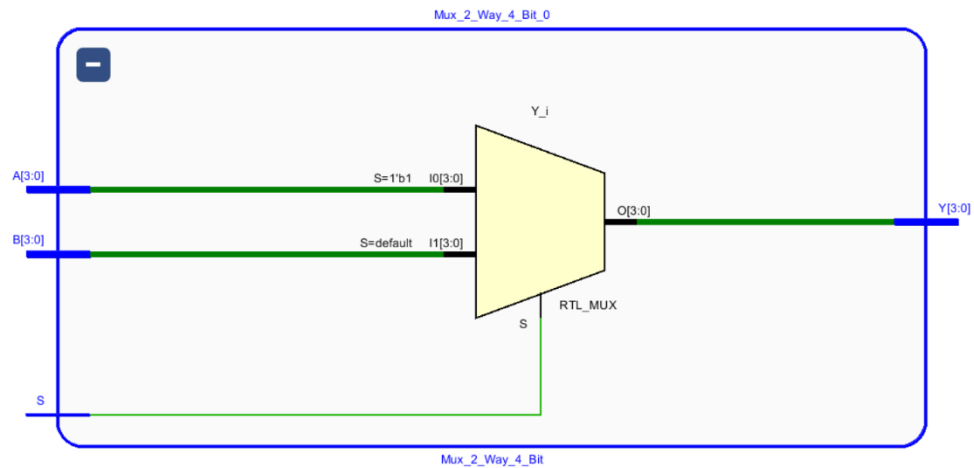 Mux_2_Way_4_Bit_0
Y_i
A[3:0]
S=1'b1 I0[3:0]
O[3:0]
Y[3:0]
B[3:0]
S=default I1[3:0]
RTL_MUX
S
S
Mux_2_Way_4_Bit